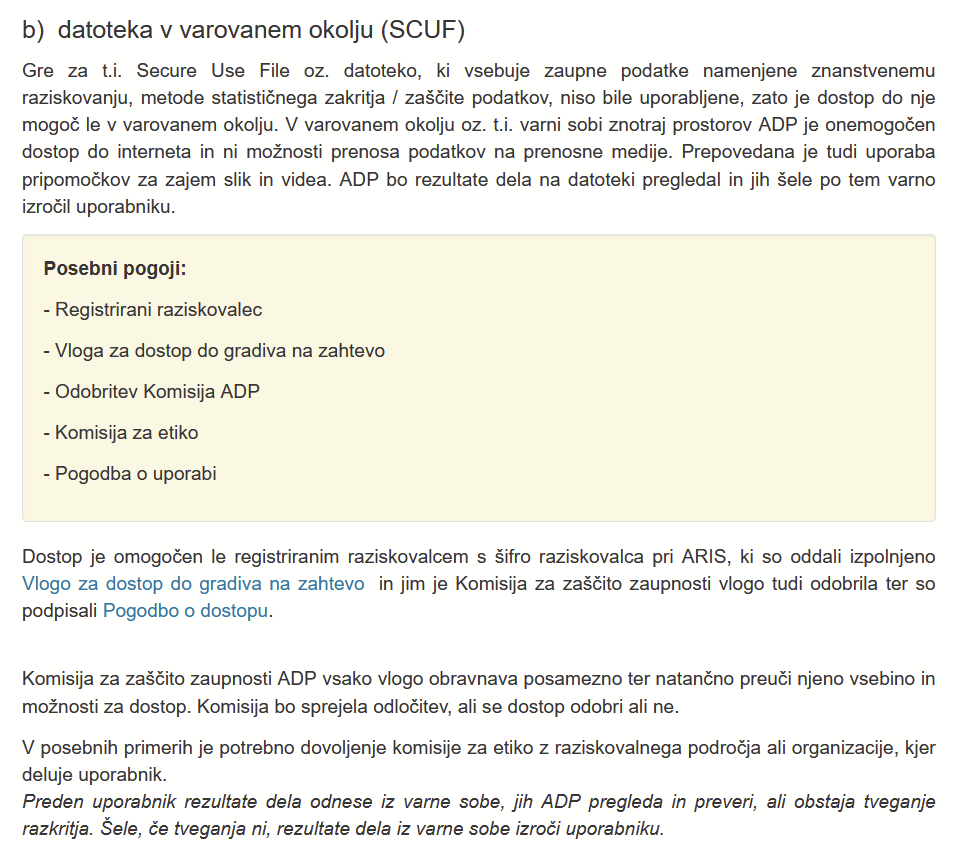 b) datoteka v varovanem okolju (SCUF)
Gre za t.i. Secure Use File oz. datoteko, ki vsebuje zaupne podatke namenjene znanstvenemu
raziskovanju, metode statističnega zakritja / zaščite podatkov, niso bile uporabljene, zato je dostop do nje
mogoč le v varovanem okolju. V varovanem okolju oz. t.i. varni sobi znotraj prostorov ADP je onemogočen
dostop do interneta in ni možnosti prenosa podatkov na prenosne medije. Prepovedana je tudi uporaba
pripomočkov za zajem slik in videa. ADP bo rezultate dela na datoteki pregledal in jih šele po tem varno
izročil uporabniku.
Posebni pogoji:
- Registrirani raziskovalec
- Vloga za dostop do gradiva na zahtevo
- Odobritev Komisija ADP
- Komisija za etiko
- Pogodba o uporabi
Dostop je omogočen le registriranim raziskovalcem s šifro raziskovalca pri ARIS, ki so oddali izpolnjeno
Vlogo za dostop do gradiva na zahtevo in jim je Komisija za zaščito zaupnosti vlogo tudi odobrila ter so
podpisali Pogodbo o dostopu.
Komisija za zaščito zaupnosti ADP vsako vlogo obravnava posamezno ter natančno preuči njeno vsebino in
možnosti za dostop. Komisija bo sprejela odločitev, ali se dostop odobri ali ne.
V posebnih primerih je potrebno dovoljenje komisije za etiko z raziskovalnega področja ali organizacije, kjer
deluje uporabnik.
Preden uporabnik rezultate dela odnese iz varne sobe, jih ADP pregleda in preveri, ali obstaja tveganje
razkritja. Šele, če tveganja ni, rezultate dela iz varne sobe izroči uporabniku.